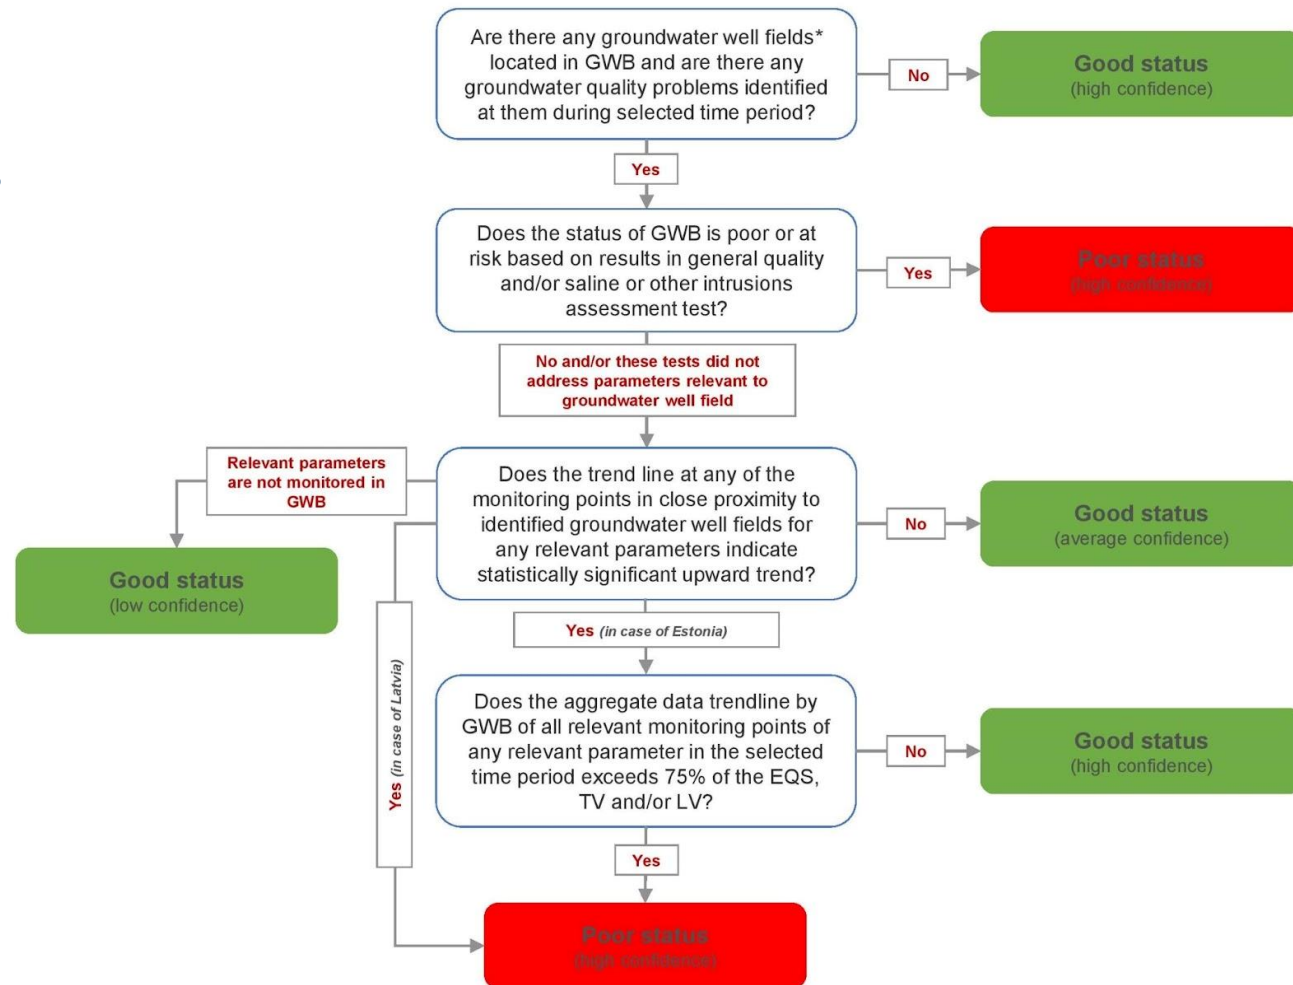 Are there any groundwater well fields*
located in GWB and are there any
groundwater quality problems identified
at them during selected time period?
No
Good status
(high confidence)
Yes
Does the status of GWB is poor or at
risk based on results in general quality
and/or saline or other intrusions
assessment test?
Yes
Poor status
(high confidence)
No and/or these tests did not
address parameters relevant to
groundwater well field
Relevant parameters
are not monitored in
GWB
Does the trend line at any of the
monitoring points in close proximity to
identified groundwater well fields for
any relevant parameters indicate
statistically significant upward trend?
No
Good status
(average confidence)
Good status
(low confidence)
Yes (in case of Estonia)
Yes (in case of Latvia)
Does the aggregate data trendline by
GWB of all relevant monitoring points of
any relevant parameter in the selected
time period exceeds 75% of the EQS,
TV and/or LV?
No
Good status
(high confidence)
Yes
Poor status
(high confidence)